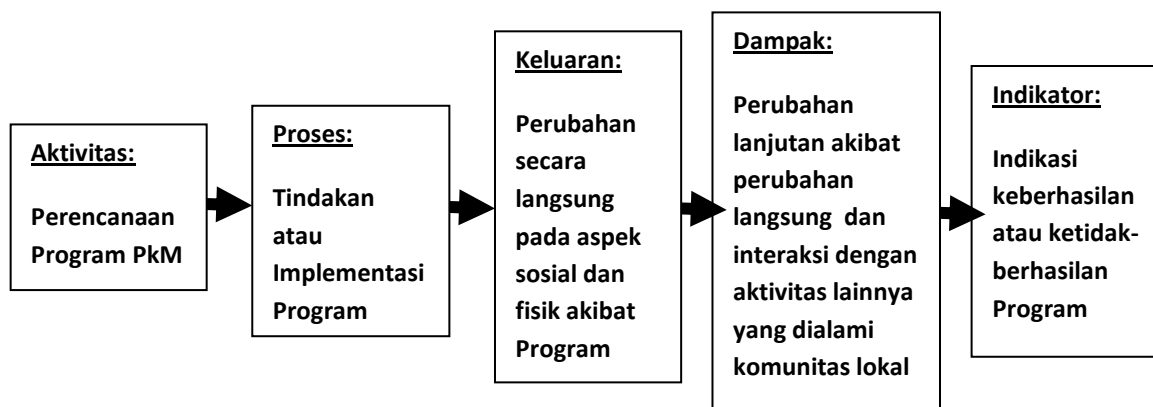 Aktivitas:
Perencanaan
Program PkM
Proses:
Tindakan
atau
Implementasi
Program
Keluaran:
Perubahan
secara
langsung
pada aspek
sosial dan
fisik akibat
Program
Dampak:
Perubahan
lanjutan akibat
perubahan
langsung dan
interaksi dengan
aktivitas lainnya
yang dialami
komunitas lokal
Indikator:
Indikasi
keberhasilan
atau ketidak-
berhasilan
Program